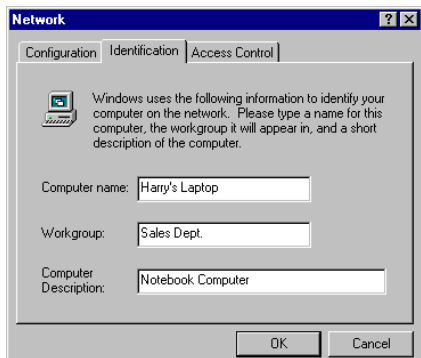 Network
Configuration Identification Access Control
Windows uses the following information to identify your
computer on the network. Please type a name for this
computer, the workgroup it will appear in, and a short
description of the computer.
Computer name: Harry's Laptop
Workgroup: Sales Dept.
Computer
Description: Notebook Computer
OK Cancel